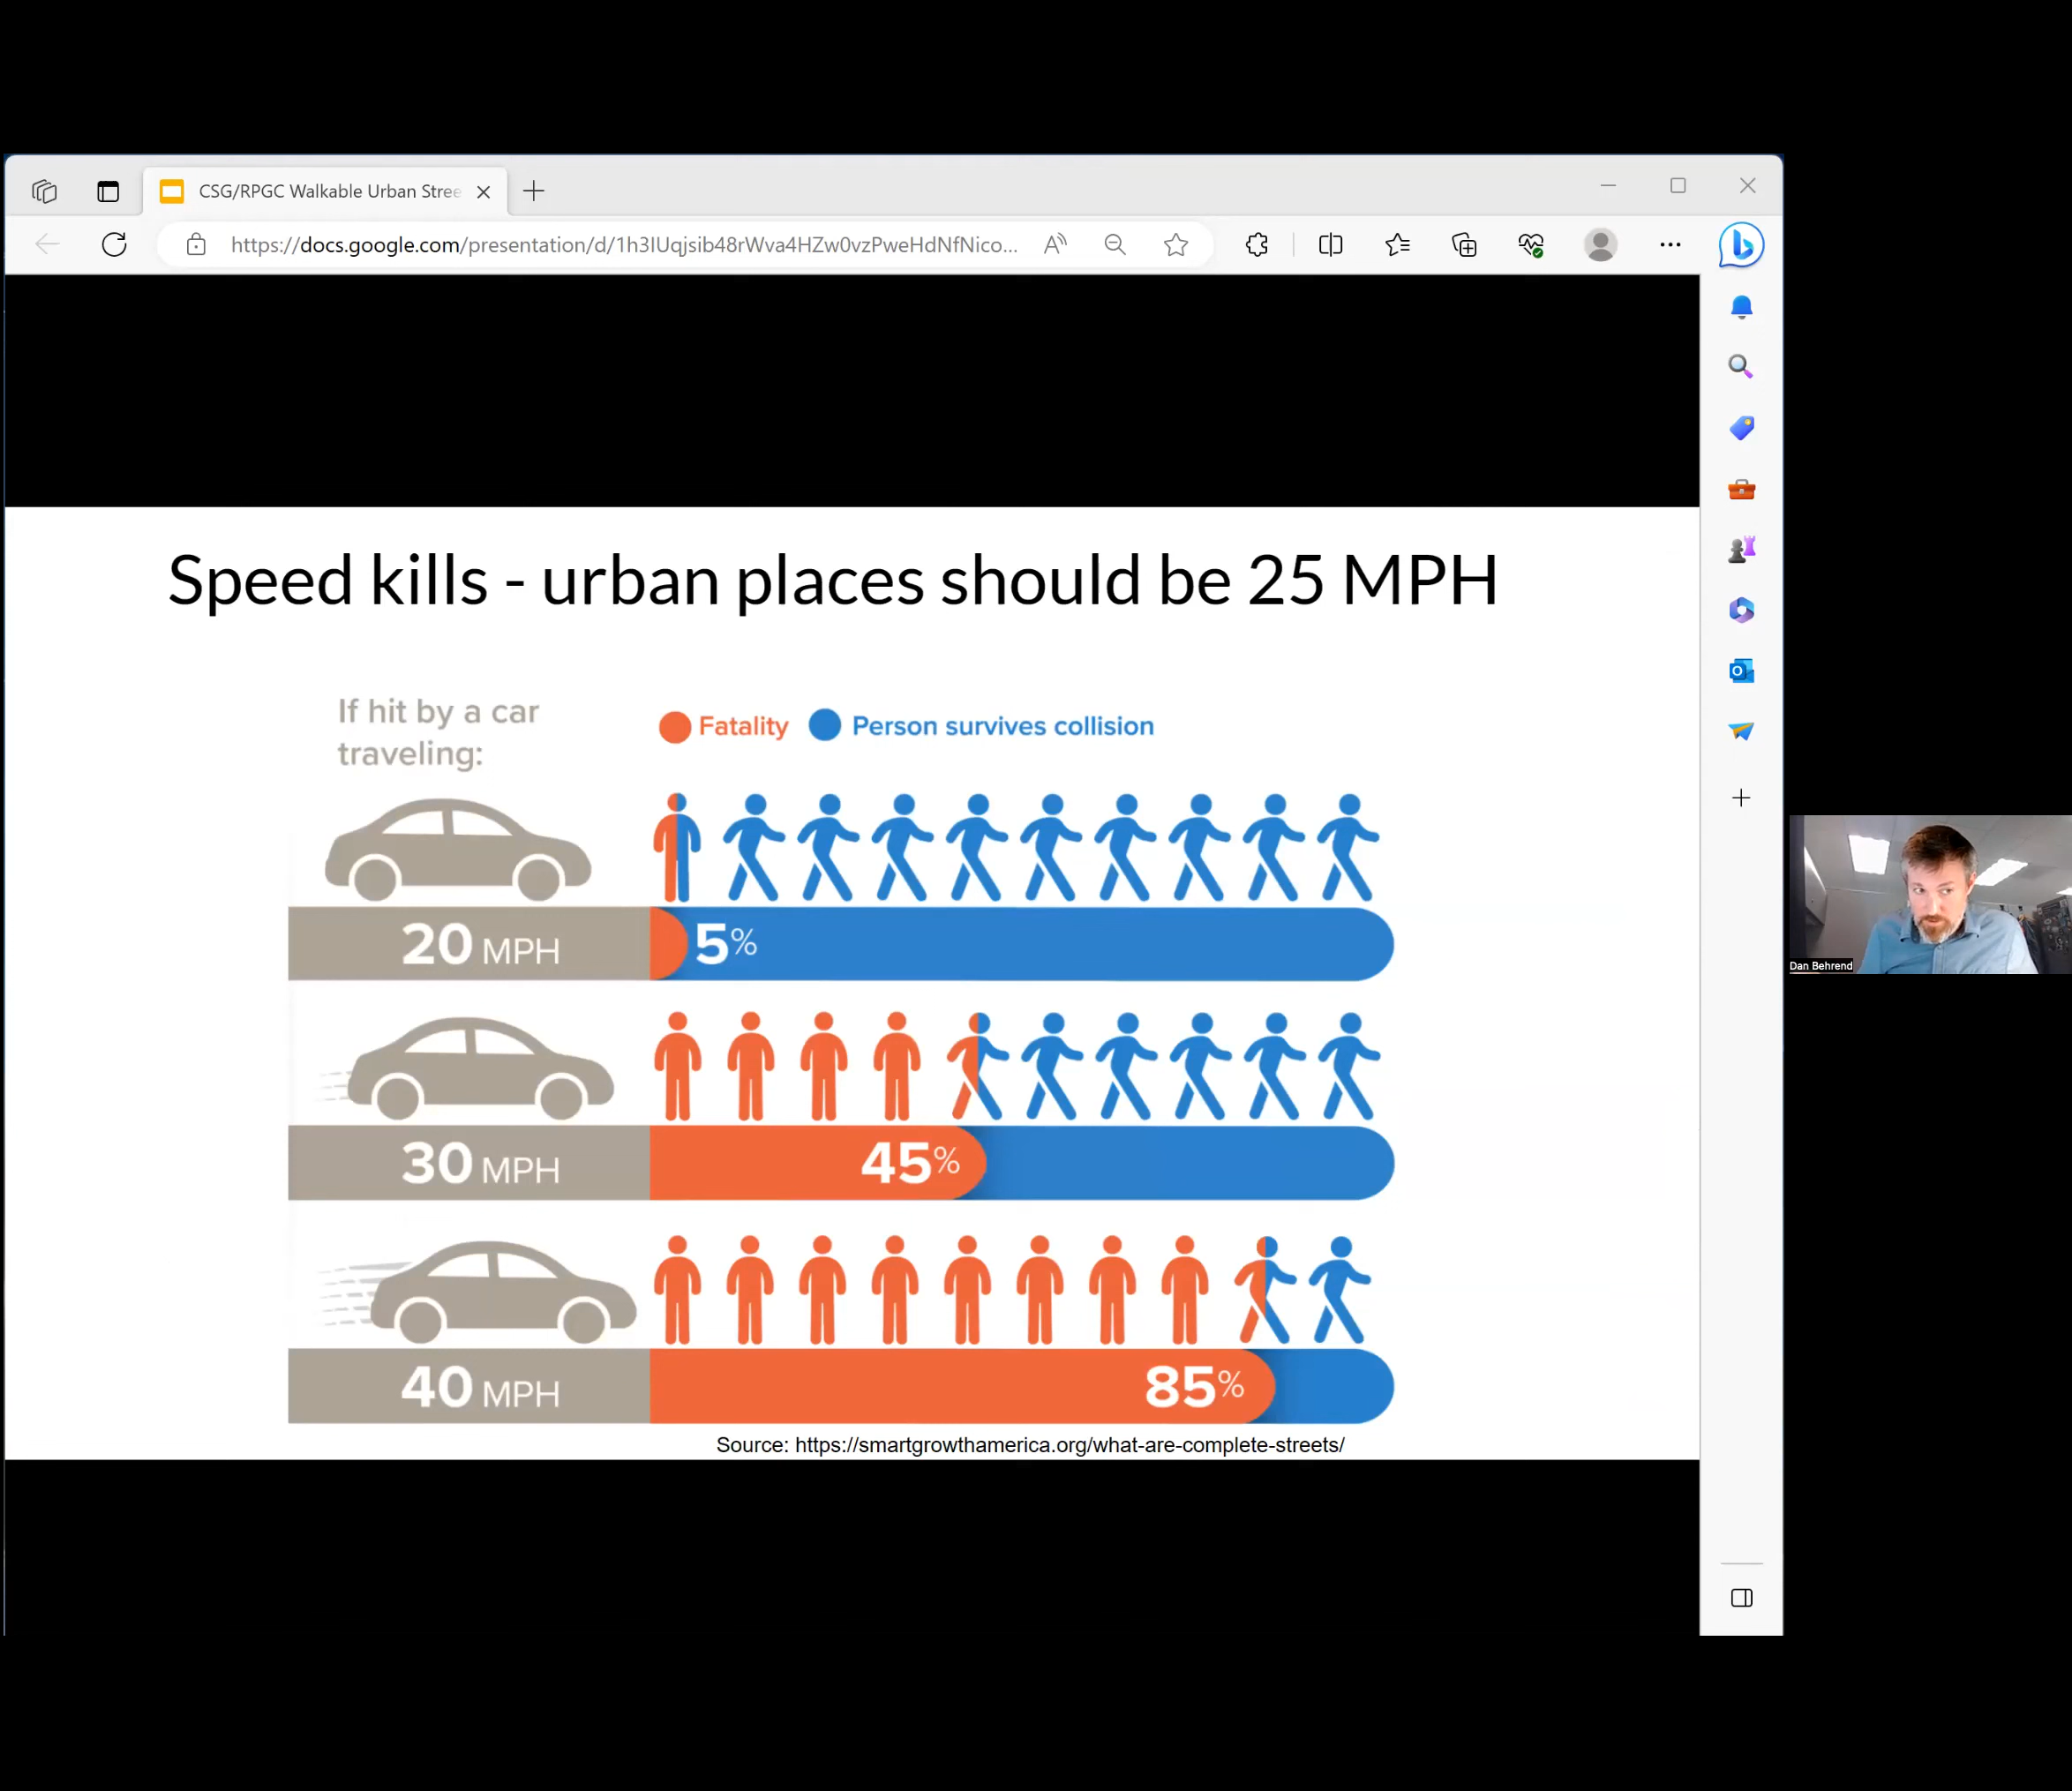 CSG/RPGC Walkable Urban Stree
https://docs.google.com/presentation/d/1h3IUqjsib48rWva4HZw0vzPweHdNfNico...
Speed kills - urban places should be 25 MPH
If hit by a car
traveling:
Fatality
Person survives collision
20 MPH
5%
30 MPH
45%
40 MPH
85%
Source: https://smartgrowthamerica.org/what-are-complete-streets/
Dan Behrend